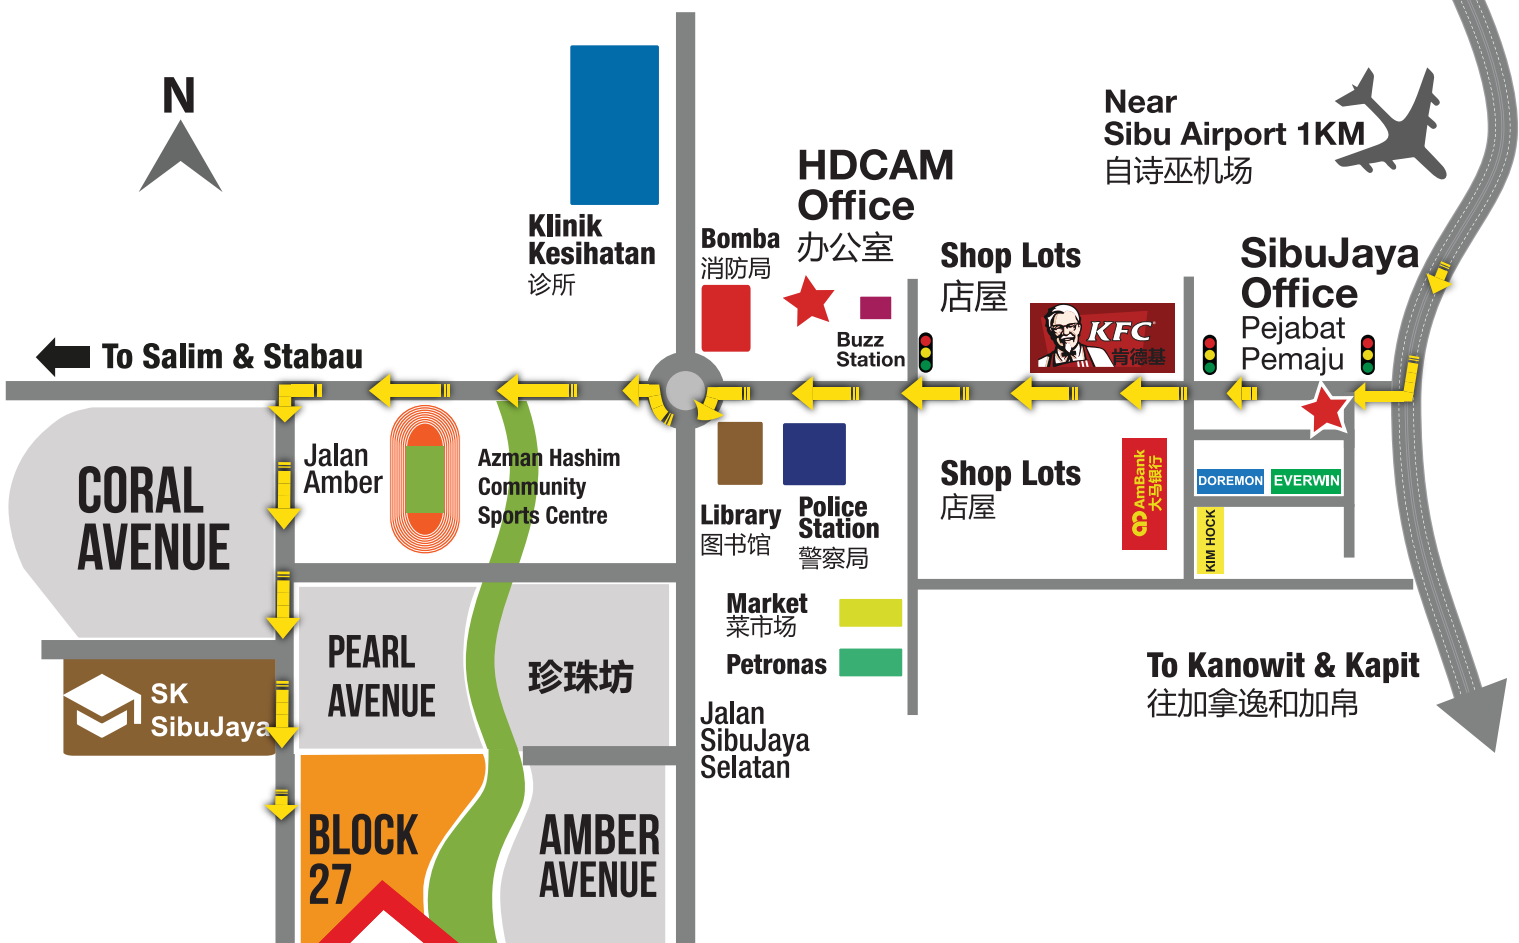 N
Near
Sibu Airport 1KM
自诗巫机场
HDCAM
Office
办公室
Klinik
Kesihatan
诊所
Bomba
消防局
Shop Lots
店屋
SibuJaya
Office
Pejabat
Pemaju
KFC
肯德基
Buzz
Station
To Salim & Stabau
CORAL
AVENUE
Jalan
Amber
Azman Hashim
Community
Sports Centre
Library
图书馆
Police
Station
警察局
Shop Lots
店屋
AmBank
大马银行
DOREMON
EVERWIN
KIM HOCK
Market
菜市场
Petronas
PEARL
AVENUE
珍珠坊
SK
SibuJaya
Jalan
SibuJaya
Selatan
To Kanowit & Kapit
往加拿逸和加帛
BLOCK
27
AMBER
AVENUE